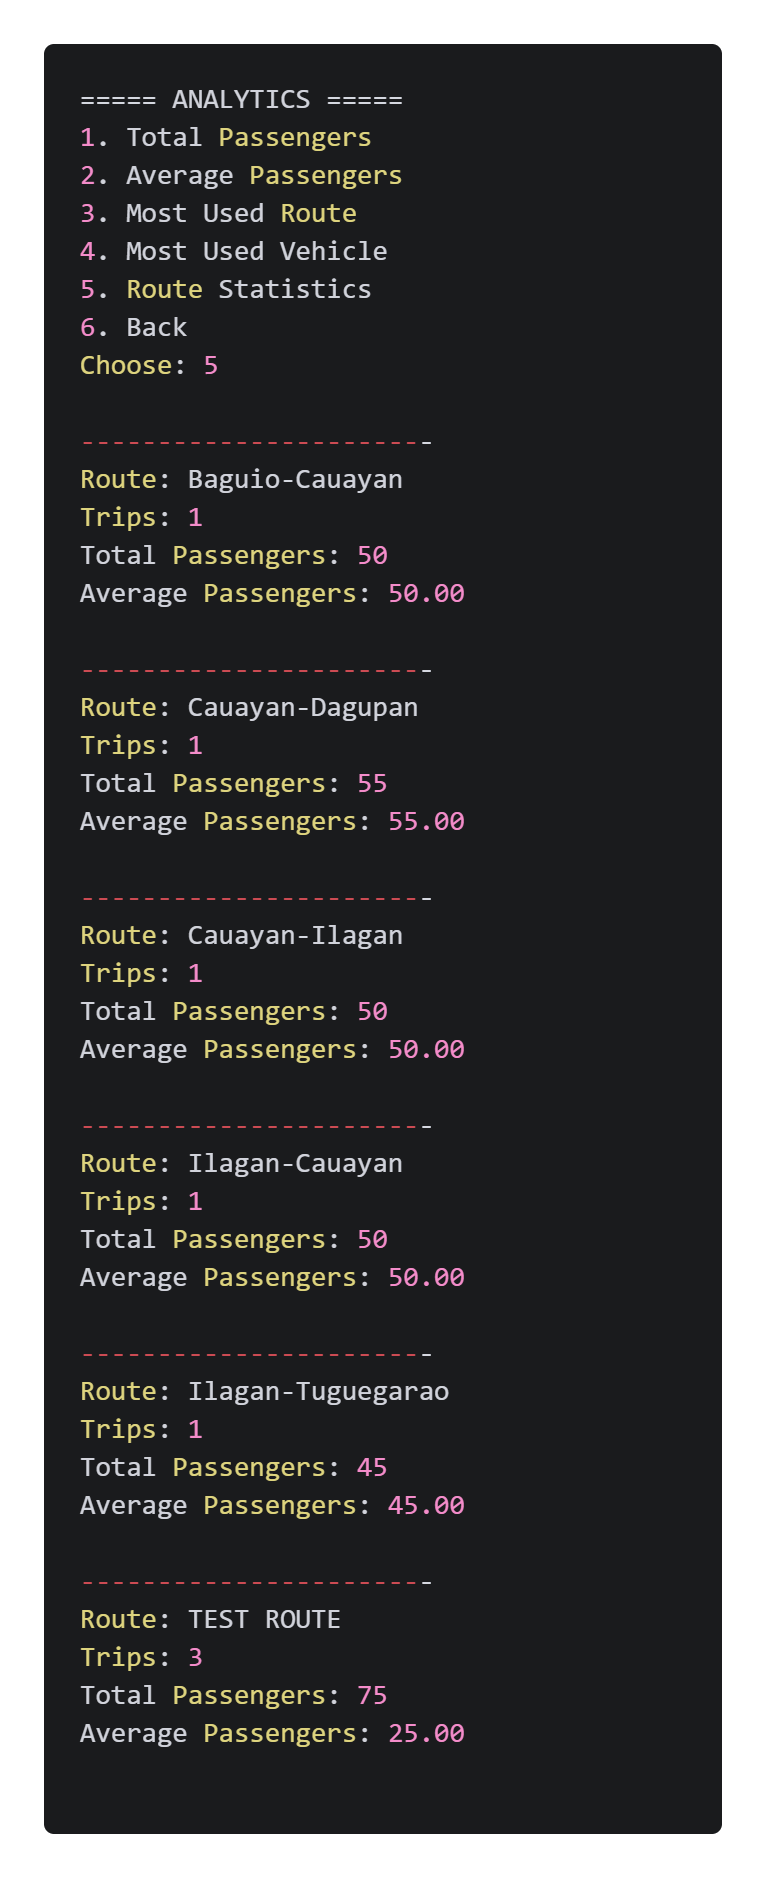 ===== ANALYTICS =====
1. Total Passengers
2. Average Passengers
3. Most Used Route
4. Most Used Vehicle
5. Route Statistics
6. Back
Choose: 5
-----------------------
Route: Baguio-Cauayan
Trips: 1
Total Passengers: 50
Average Passengers: 50.00
-----------------------
Route: Cauayan-Dagupan
Trips: 1
Total Passengers: 55
Average Passengers: 55.00
-----------------------
Route: Cauayan-Ilagan
Trips: 1
Total Passengers: 50
Average Passengers: 50.00
-----------------------
Route: Ilagan-Cauayan
Trips: 1
Total Passengers: 50
Average Passengers: 50.00
-----------------------
Route: Ilagan-Tuguegarao
Trips: 1
Total Passengers: 45
Average Passengers: 45.00
-----------------------
Route: TEST ROUTE
Trips: 3
Total Passengers: 75
Average Passengers: 25.00